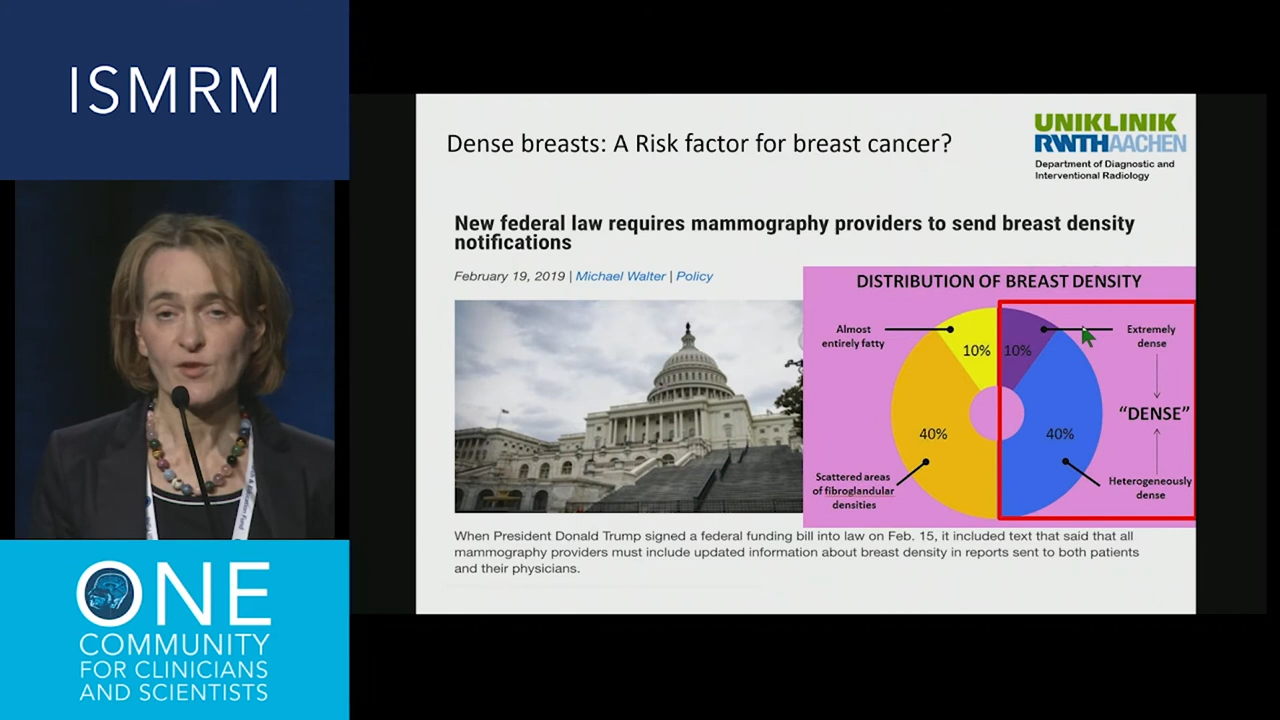 ISMRM
ONE
COMMUNITY
FOR CLINICIANS
AND SCIENTISTS
Dense breasts: A Risk factor for breast cancer?
UNIKLINIK
RWTHAACHEN
Department of Diagnostic and
Interventional Radiology
New federal law requires mammography providers to send breast density
notifications
February 19, 2019 | Michael Walter | Policy
DISTRIBUTION OF BREAST DENSITY
Almost
entirely fatty
10%
10%
Extremely
dense
"DENSE"
40%
40%
Scattered areas
of fibroglandular
densities
Heterogeneously
dense
When President Donald Trump signed a federal funding bill into law on Feb. 15, it included text that said that all
mammography providers must include updated information about breast density in reports sent to both patients
and their physicians.